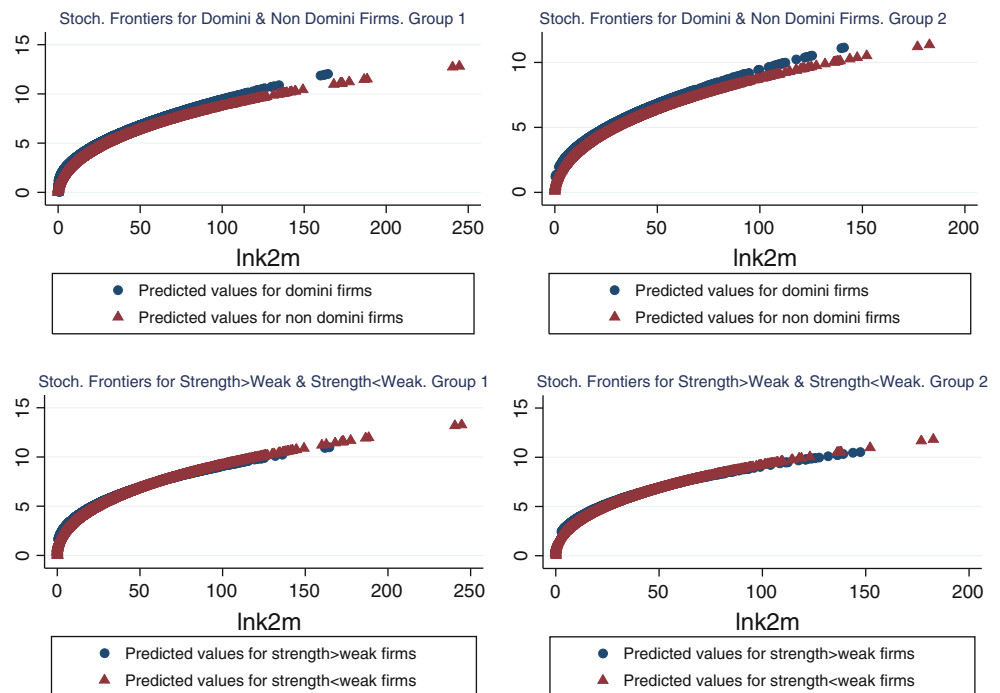 Stoch. Frontiers for Domini & Non Domini Firms. Group 1
15
10
5
0
0 50 100 150 200 250
lnk2m
Predicted values for domini firms
Predicted values for non domini firms
Stoch. Frontiers for Domini & Non Domini Firms. Group 2
10
5
0
0 50 100 150 200
lnk2m
Predicted values for domini firms
Predicted values for non domini firms
Stoch. Frontiers for Strength>Weak & Strength<Weak. Group 1
15
10
5
0
0 50 100 150 200 250
lnk2m
Predicted values for strength>weak firms
Predicted values for strength<weak firms
Stoch. Frontiers for Strength>Weak & Strength<Weak. Group 2
15
10
5
0
0 50 100 150 200
lnk2m
Predicted values for strength>weak firms
Predicted values for strength<weak firms